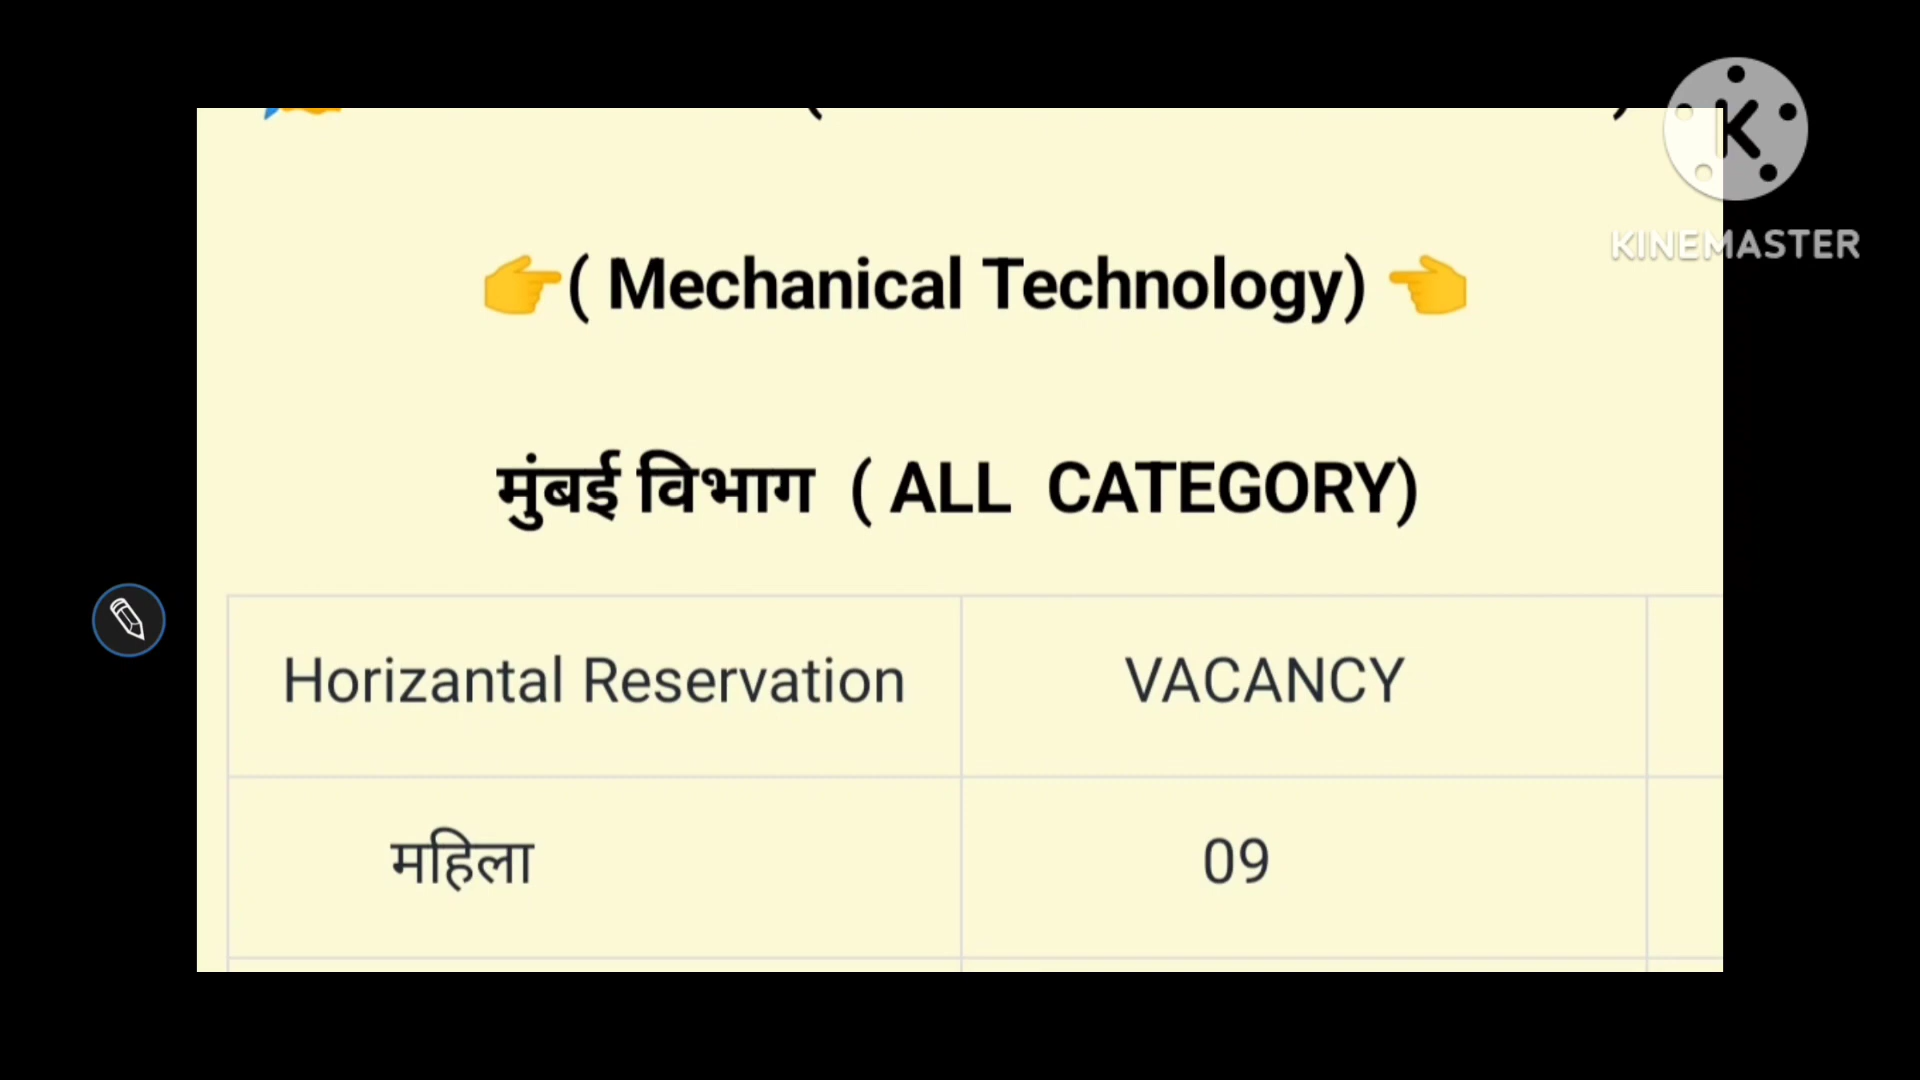 KINEMASTER
👉( Mechanical Technology) 👈
मुंबई विभाग ( ALL CATEGORY)
Horizantal Reservation VACANCY
महिला 09